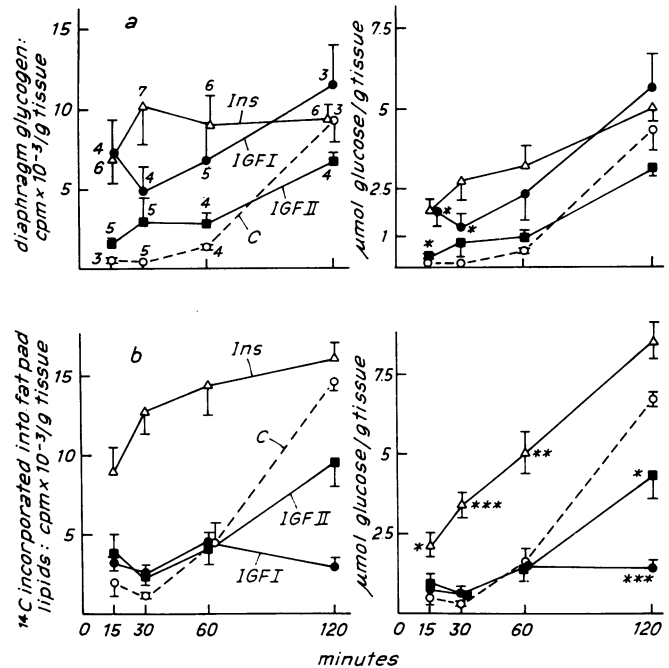 a
diaphragm glycogen:
cpm x 10⁻³/g tissue
15
10
5
4
6
7
6
6
3
3
Ins
4
5
IGF I
5
5
4
4
IGF II
3
5
4
C
μmol glucose/g tissue
7.5
5
2.5
1
*
*
*
b
¹⁴C incorporated into fat pad
lipids: cpm x 10⁻³/g tissue
15
10
5
Ins
C
IGF II
IGF I
0 15 30 60 120
μmol glucose/g tissue
7.5
5
2.5
*
***
**
*
***
0 15 30 60 120
minutes